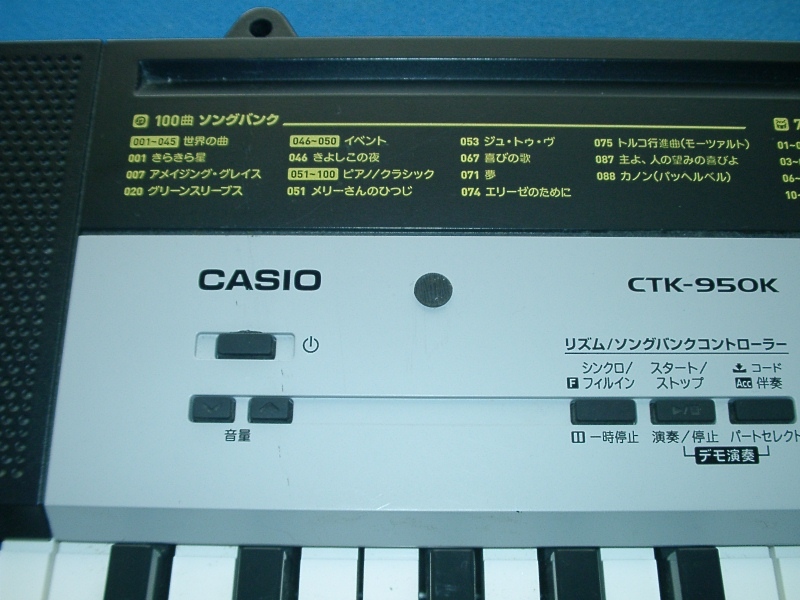 100曲 ソングバンク
001~045 世界の曲
001 きらきら星
007 アメイジング・グレイス
020 グリーンスリーブス
046~050 イベント
046 きよしこの夜
051~100 ピアノ/クラシック
051 メリーさんのひつじ
053 ジュ・トゥ・ヴ
067 喜びの歌
071 夢
074 エリーゼのために
075 トルコ行進曲(モーツァルト)
087 主よ、人の望みの喜びよ
088 カノン(パッヘルベル)
7
01~0
03~
06~
10~
CASIO
CTK-950K
リズム/ソングバンクコントローラー
シンクロ/
F フィルイン
スタート/
ストップ
コード
Acc 伴奏
音量
一時停止
演奏/停止
パートセレクト
デモ演奏